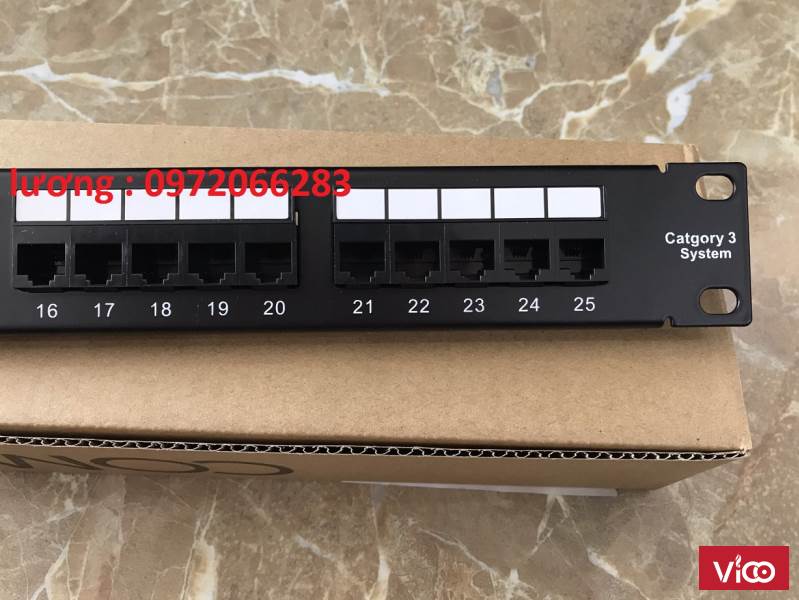 lương : 0972066283
Catgory 3
System
16 17 18 19 20 21 22 23 24 25
VICO